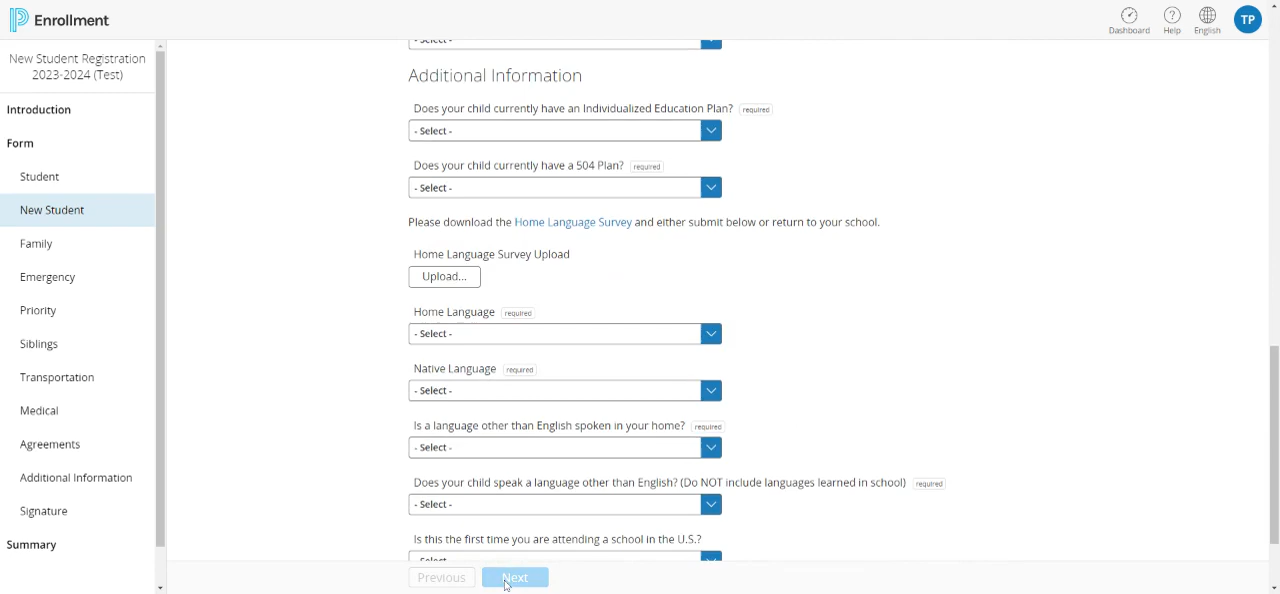 Enrollment
Dashboard
Help
English
TP
New Student Registration
2023-2024 (Test)
Introduction
Form
Student
New Student
Family
Emergency
Priority
Siblings
Transportation
Medical
Agreements
Additional Information
Signature
Summary
- Select -
Additional Information
Does your child currently have an Individualized Education Plan? required
- Select -
Does your child currently have a 504 Plan? required
- Select -
Please download the Home Language Survey and either submit below or return to your school.
Home Language Survey Upload
Upload...
Home Language required
- Select -
Native Language required
- Select -
Is a language other than English spoken in your home? required
- Select -
Does your child speak a language other than English? (Do NOT include languages learned in school) required
- Select -
Is this the first time you are attending a school in the U.S.?
- Select -
Previous Next